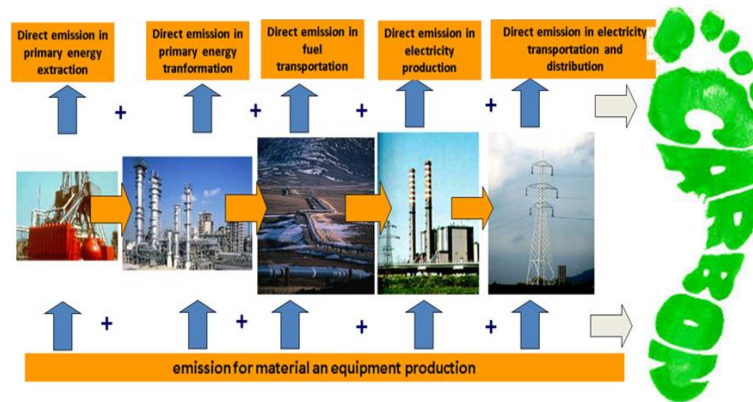 Direct emission in
primary energy
extraction
Direct emission in
primary energy
tranformation
Direct emission in
fuel
transportation
Direct emission in
electricity
production
Direct emission in electricity
transportation and
distribution
+
+
+
+
+
+
+
+
emission for material an equipment production
CARBON